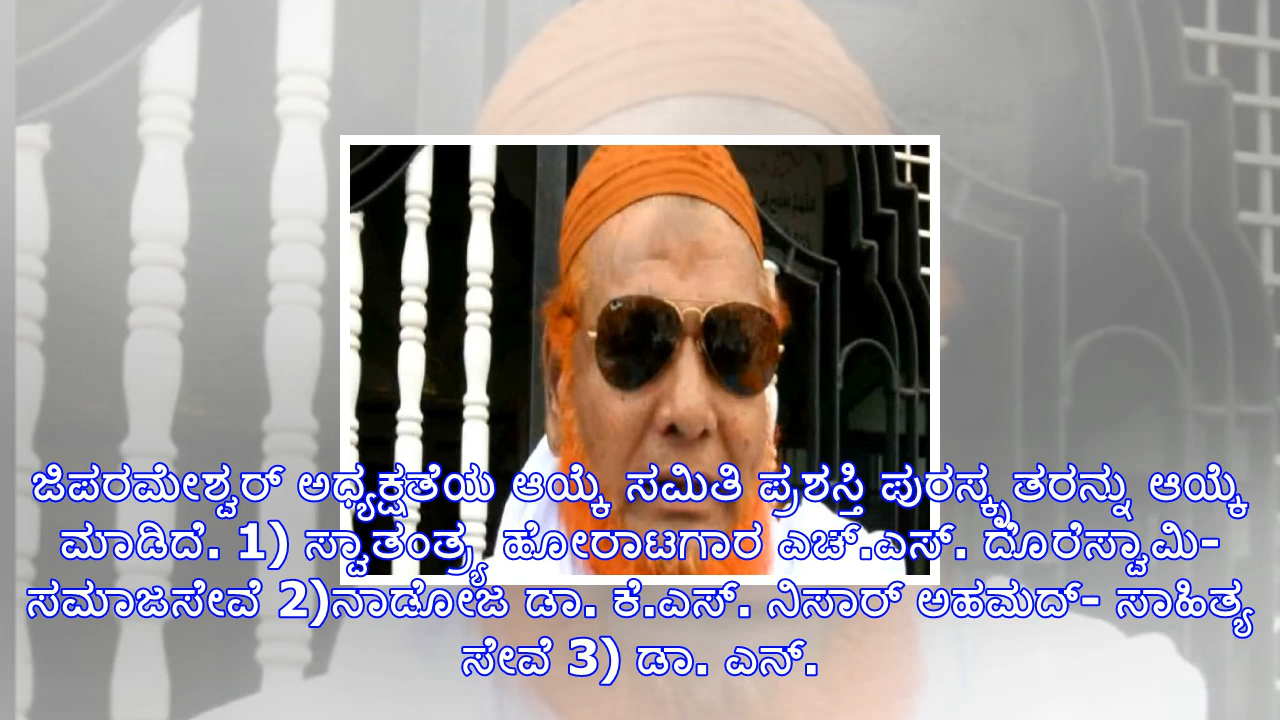 ಜಿಪರಮೇಶ್ವರ್ ಅಧ್ಯಕ್ಷತೆಯ ಆಯ್ಕೆ ಸಮಿತಿ ಪ್ರಶಸ್ತಿ ಪುರಸ್ಕೃತರನ್ನು ಆಯ್ಕೆ
ಮಾಡಿದೆ. 1) ಸ್ವಾತಂತ್ರ್ಯ ಹೋರಾಟಗಾರ ಎಚ್.ಎಸ್. ದೊರೆಸ್ವಾಮಿ-
ಸಮಾಜಸೇವೆ 2)ನಾಡೋಜ ಡಾ. ಕೆ.ಎಸ್. ನಿಸಾರ್ ಅಹಮದ್- ಸಾಹಿತ್ಯ
ಸೇವೆ 3) ಡಾ. ಎನ್.